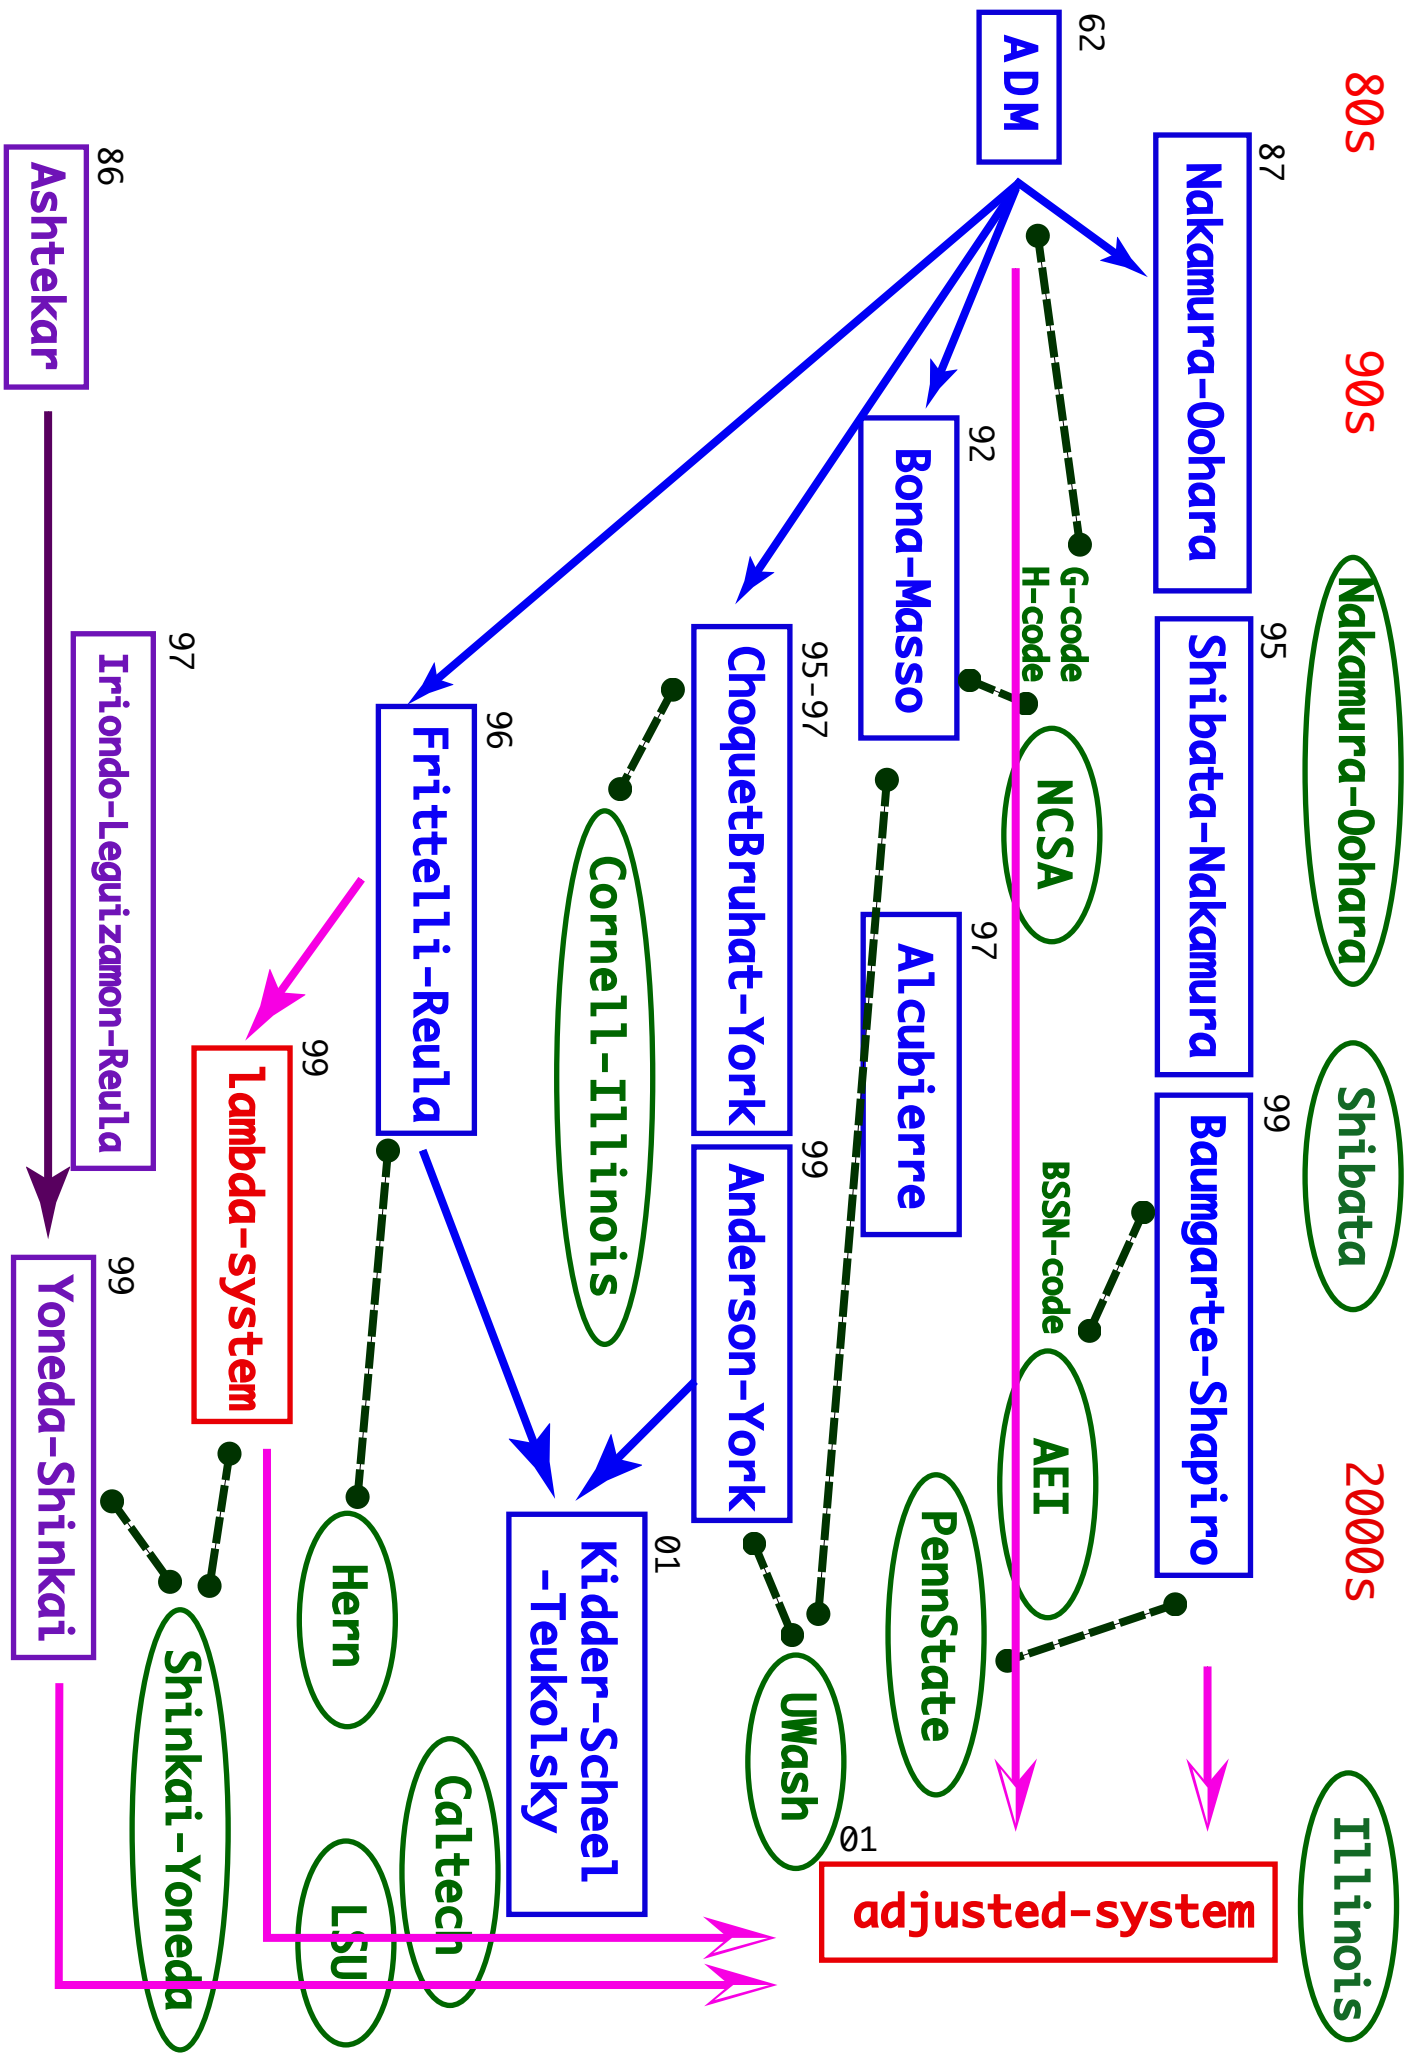 80s
90s
2000s
62
ADM
87
Nakamura-Oohara
95
Shibata-Nakamura
99
Baumgarte-Shapiro
Nakamura-Oohara
Shibata
Illinois
G-code
H-code
NCSA
BSSN-code
AEI
PennState
92
Bona-Masso
97
Alcubierre
UWash
01
adjusted-system
95-97
ChoquetBruhat-York
99
Anderson-York
Cornell-Illinois
01
Kidder-Scheel
-Teukolsky
96
Frittelli-Reula
Hern
Caltech
LSU
99
lambda-system
Shinkai-Yoneda
86
Ashtekar
97
Iriondo-Leguizamon-Reula
99
Yoneda-Shinkai